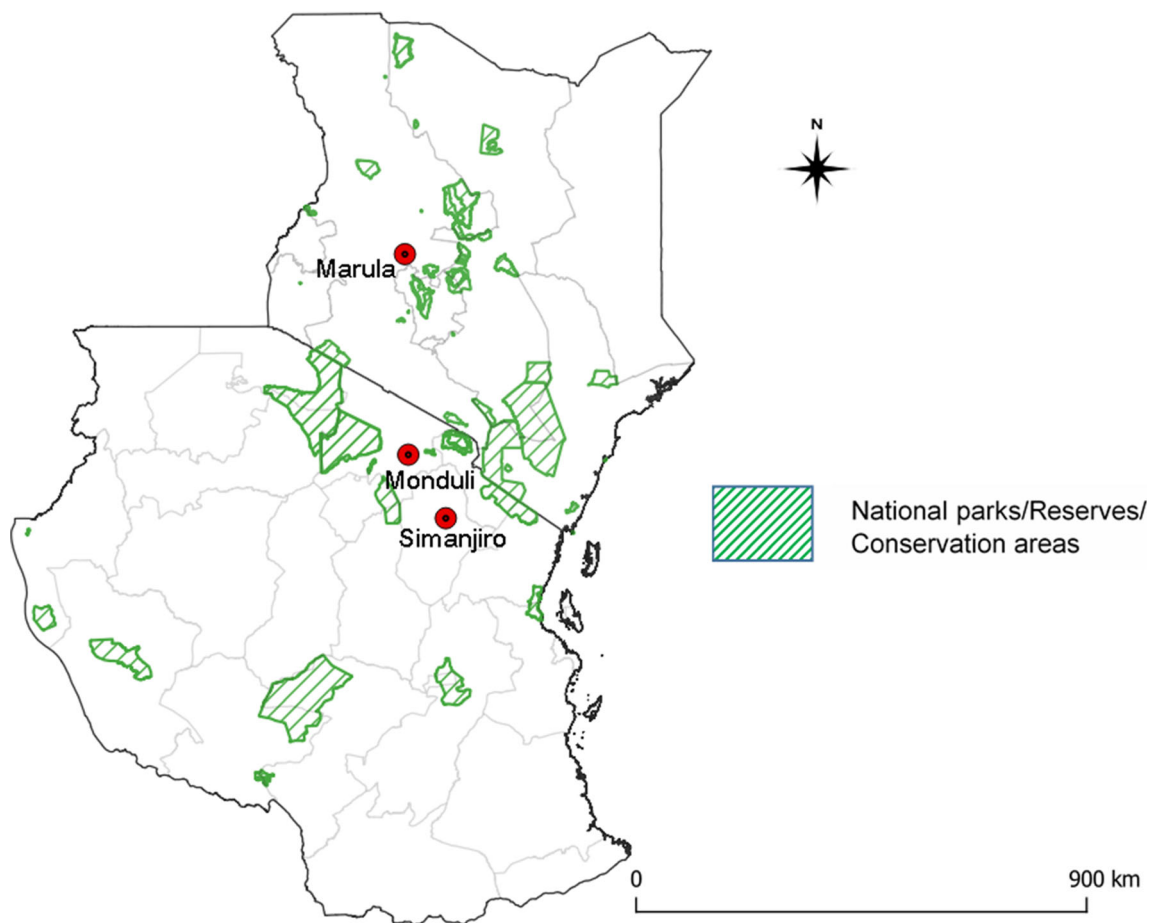 N
Marula
Monduli
Simanjiro
National parks/Reserves/
Conservation areas
0
900 km